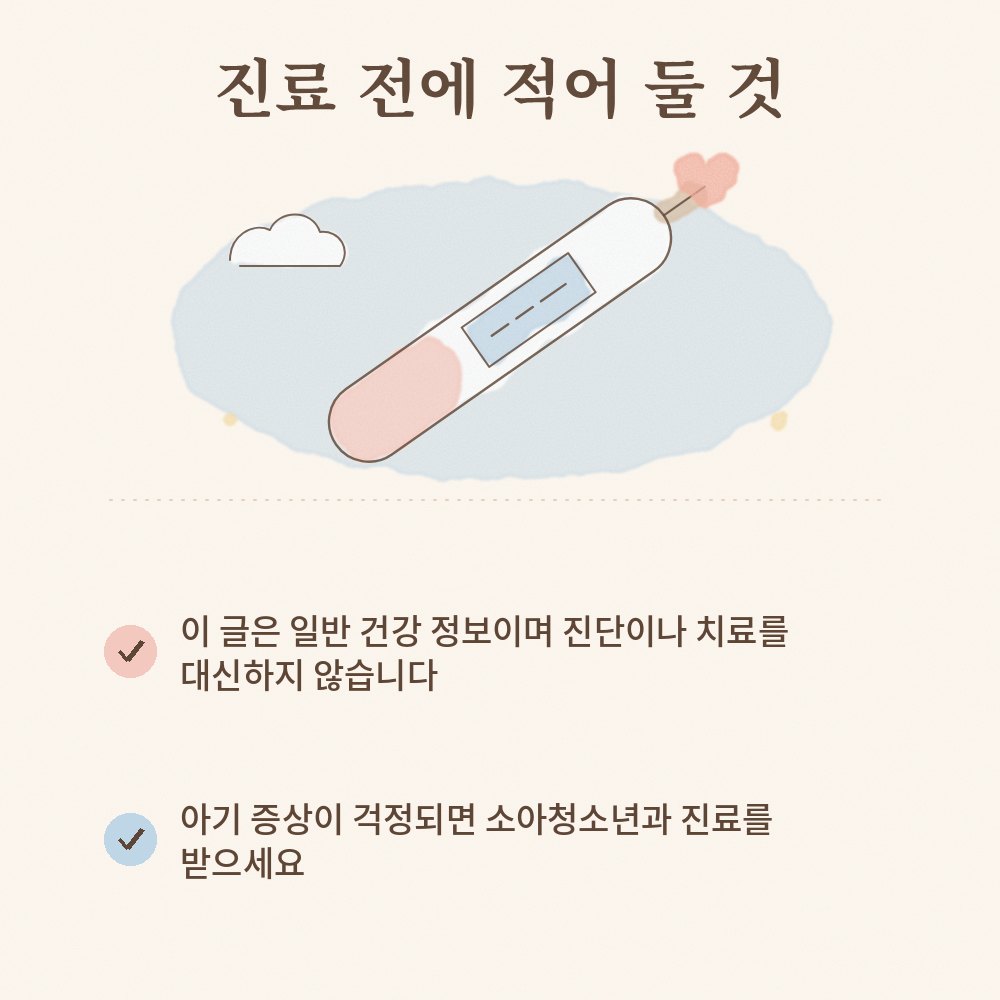 진료 전에 적어 둘 것
이 글은 일반 건강 정보이며 진단이나 치료를
대신하지 않습니다
아기 증상이 걱정되면 소아청소년과 진료를
받으세요